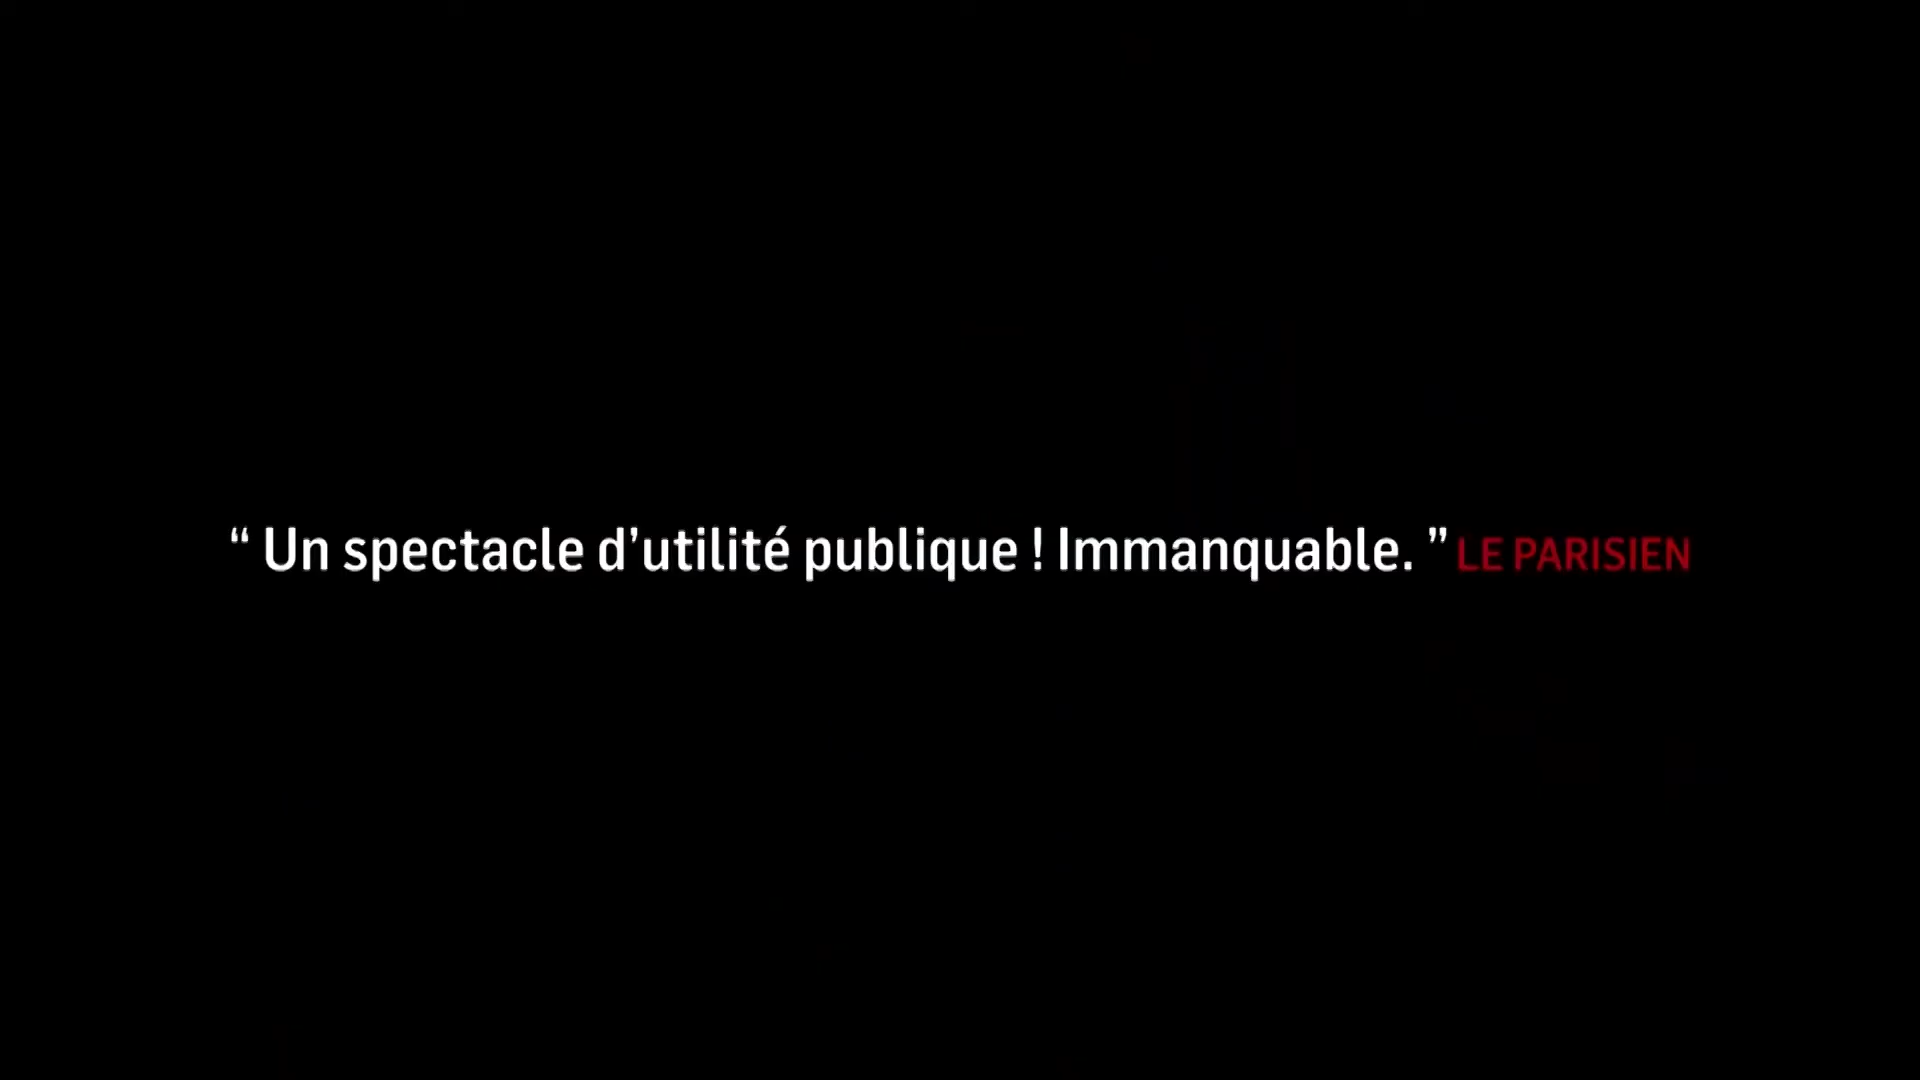 “ Un spectacle d’utilité publique ! Immanquable. ” LE PARISIEN